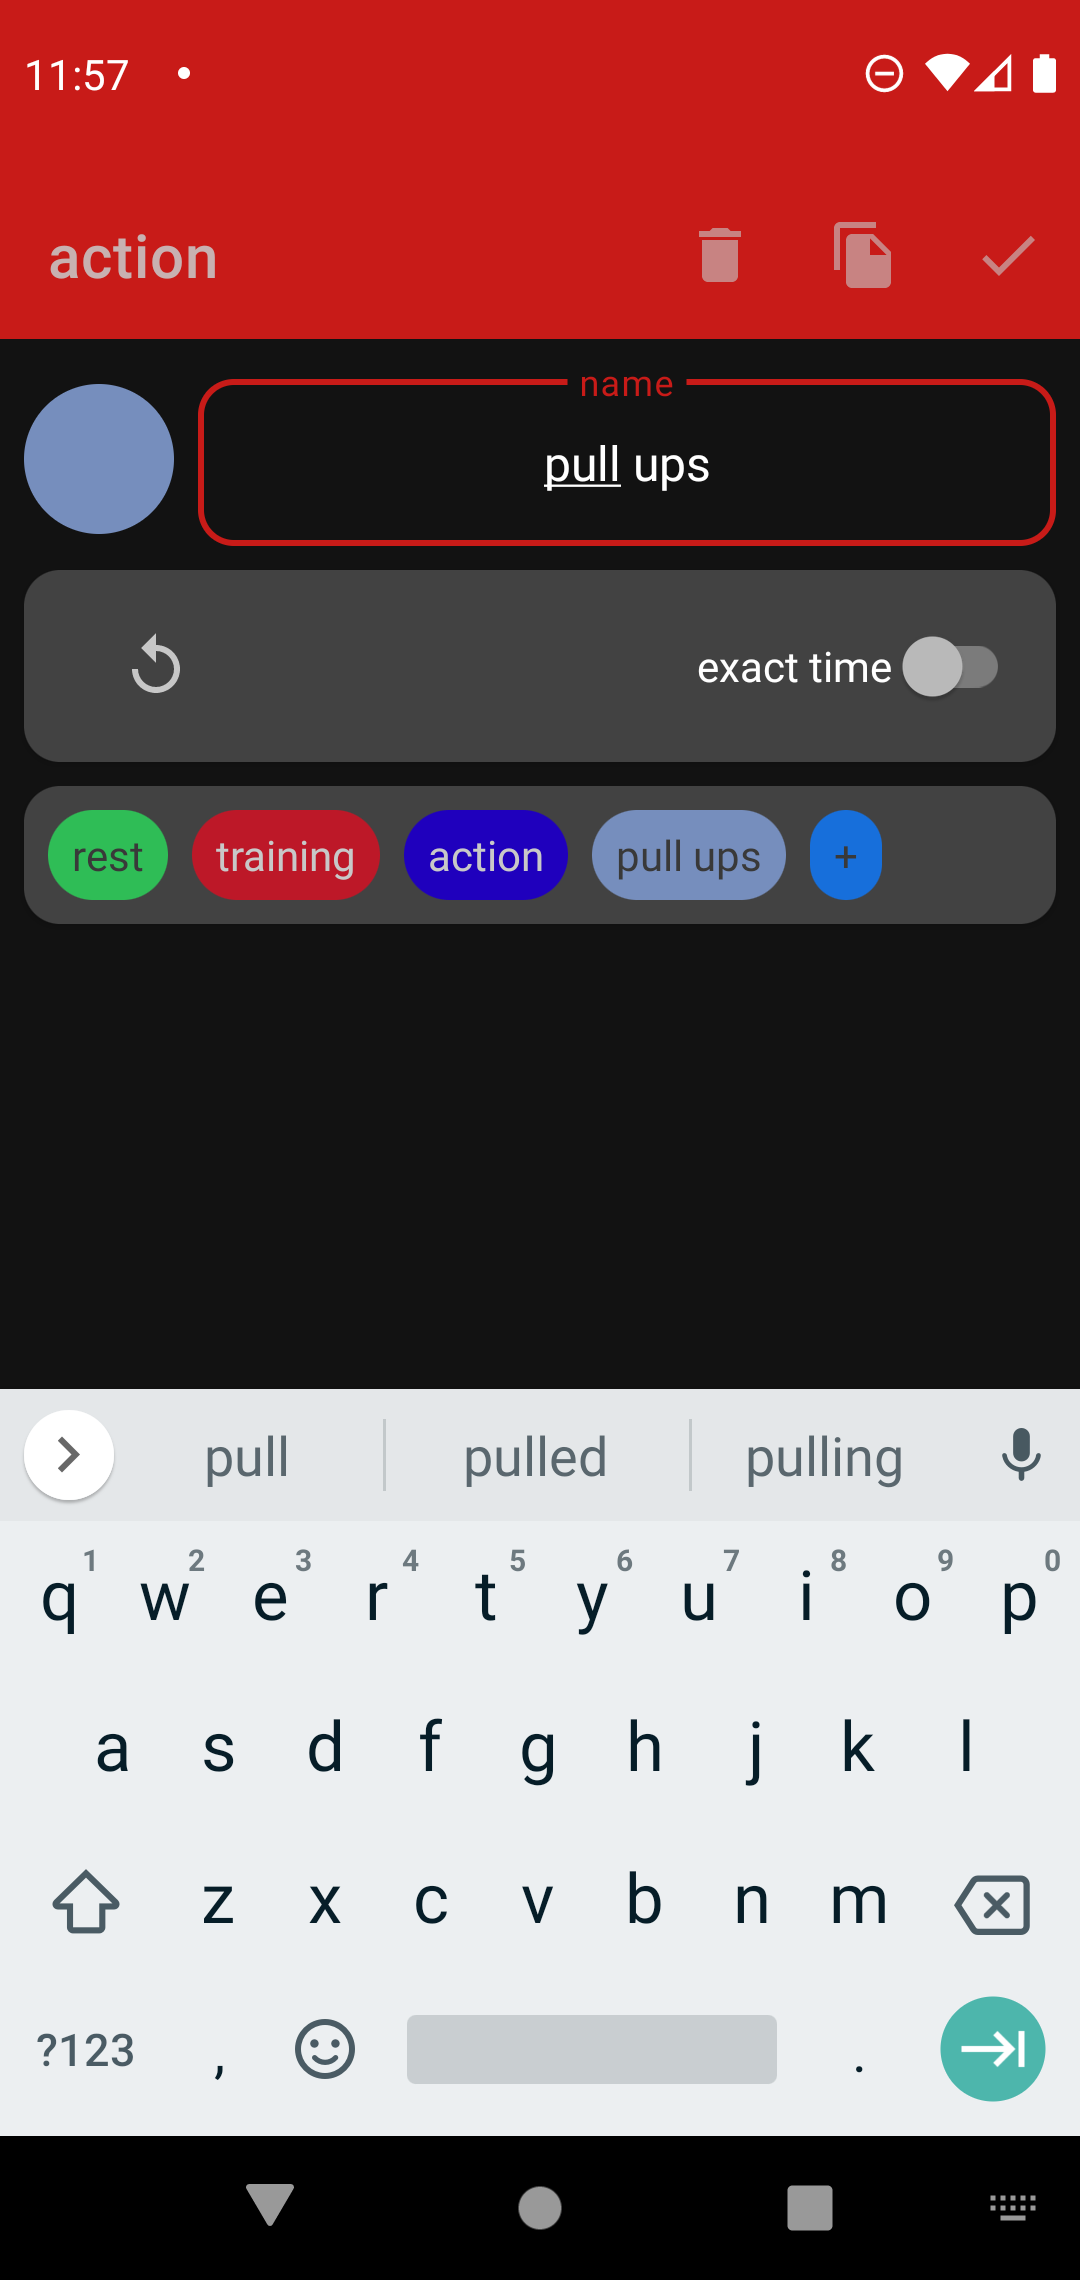 11:57
action
name
pull ups
exact time
rest training action pull ups +
pull pulled pulling
1 2 3 4 5 6 7 8 9 0
q w e r t y u i o p
a s d f g h j k l
z x c v b n m
?123 , .